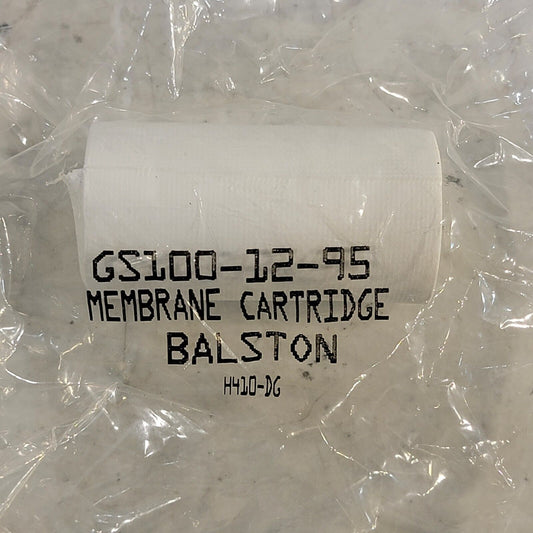 GS100-12-95
MEMBRANE CARTRIDGE
BALSTON
H410-DG